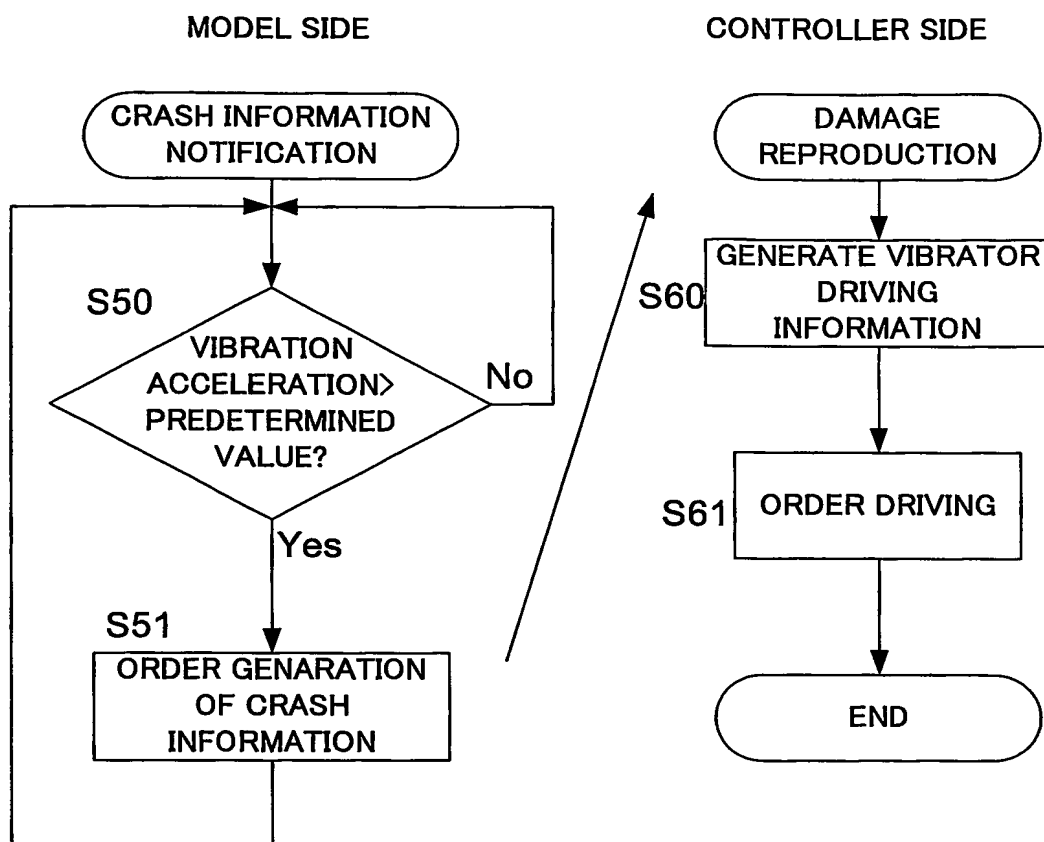 MODEL SIDE
CRASH INFORMATION
NOTIFICATION
S50
VIBRATION
ACCELERATION>
PREDETERMINED
VALUE?
No
Yes
S51
ORDER GENARATION
OF CRASH
INFORMATION
CONTROLLER SIDE
DAMAGE
REPRODUCTION
S60
GENERATE VIBRATOR
DRIVING
INFORMATION
S61
ORDER DRIVING
END